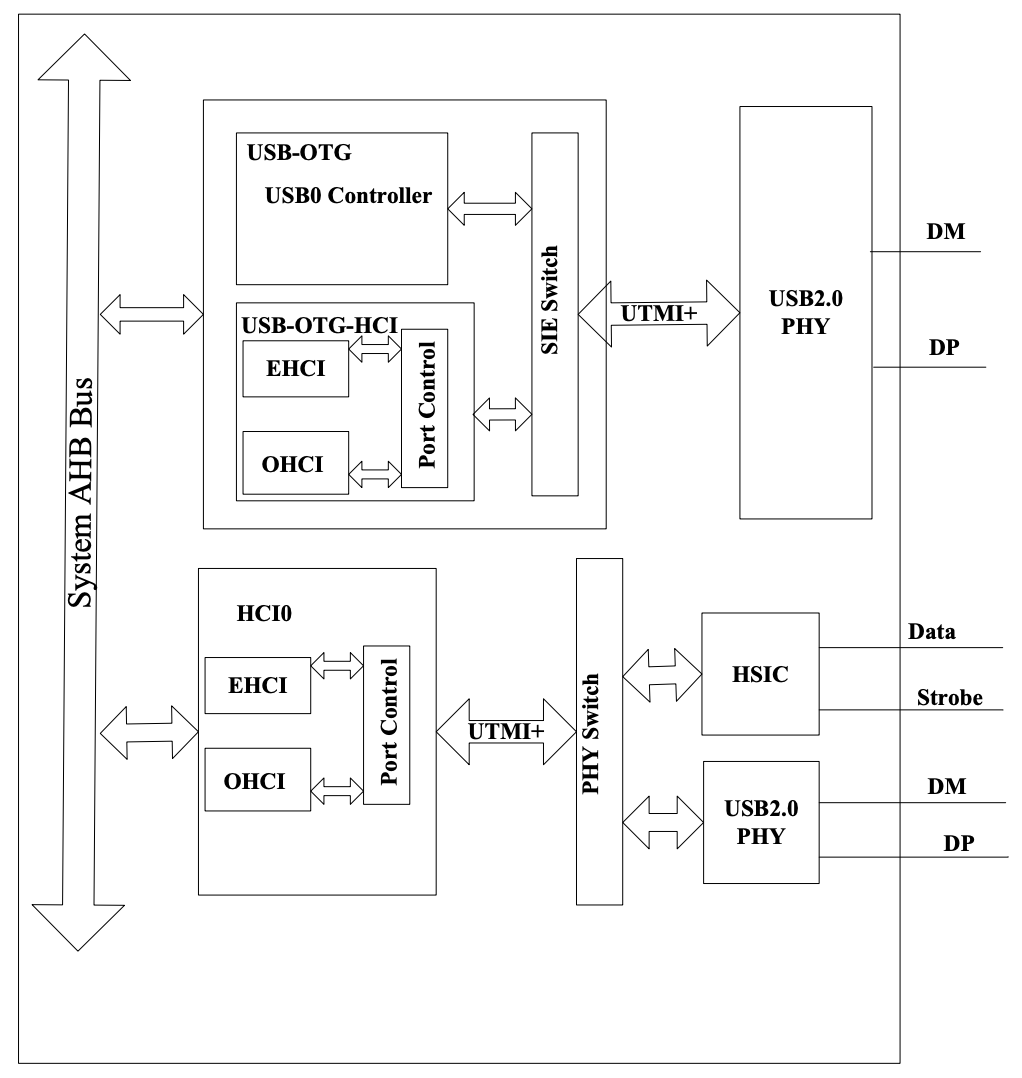 System AHB Bus
USB-OTG
USB0 Controller
USB-OTG-HCI
EHCI
OHCI
Port Control
SIE Switch
UTMI+
USB2.0
PHY
DM
DP
HCI0
EHCI
OHCI
Port Control
UTMI+
PHY Switch
HSIC
Data
Strobe
USB2.0
PHY
DM
DP